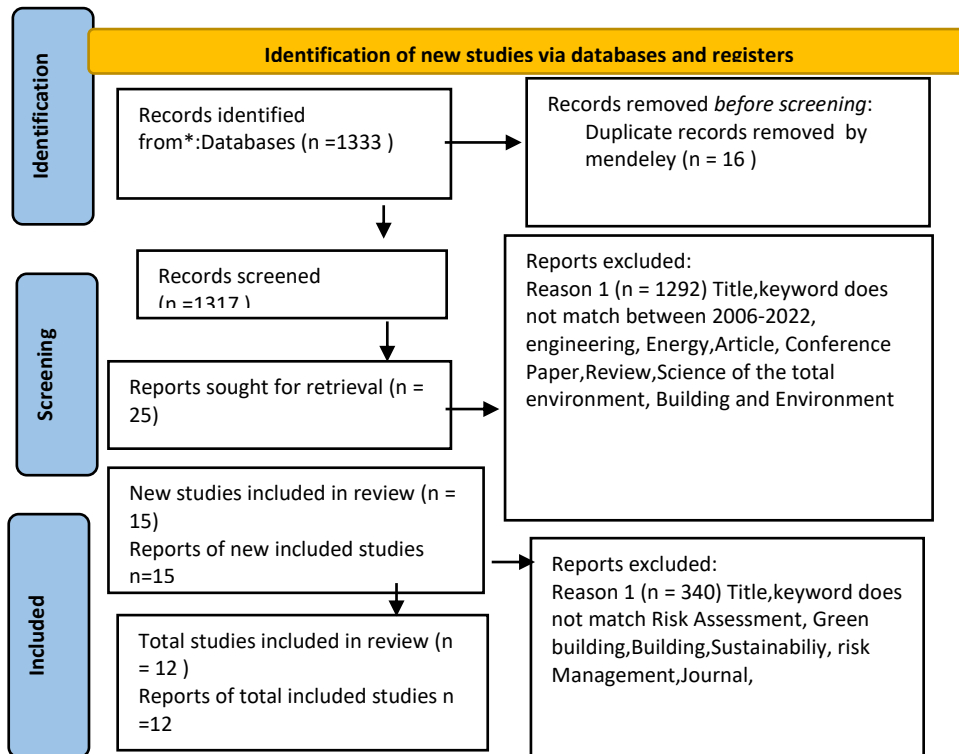 Identification of new studies via databases and registers
Identification
Records identified
from*:Databases (n =1333 )
Records removed before screening:
Duplicate records removed by
mendeley (n = 16 )
Screening
Records screened
(n =1317 )
Reports excluded:
Reason 1 (n = 1292) Title,keyword does
not match between 2006-2022,
engineering, Energy,Article, Conference
Paper,Review,Science of the total
environment, Building and Environment
Reports sought for retrieval (n =
25)
New studies included in review (n =
15)
Reports of new included studies
n=15
Included
Reports excluded:
Reason 1 (n = 340) Title,keyword does
not match Risk Assessment, Green
building,Building,Sustainabiliy, risk
Management,Journal,
Total studies included in review (n
= 12 )
Reports of total included studies n
=12